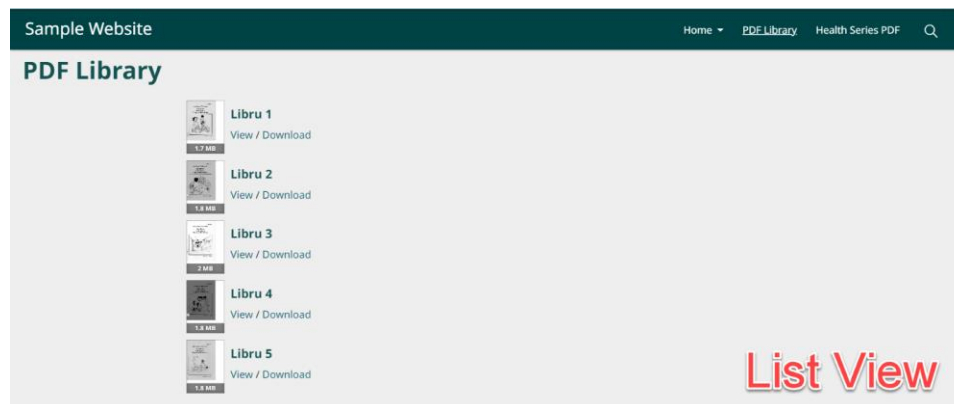 Sample Website
Home PDF Library Health Series PDF
PDF Library
Libru 1
View / Download
1.7 MB
Libru 2
View / Download
1.8 MB
Libru 3
View / Download
2 MB
Libru 4
View / Download
1.8 MB
Libru 5
View / Download
1.8 MB
List View